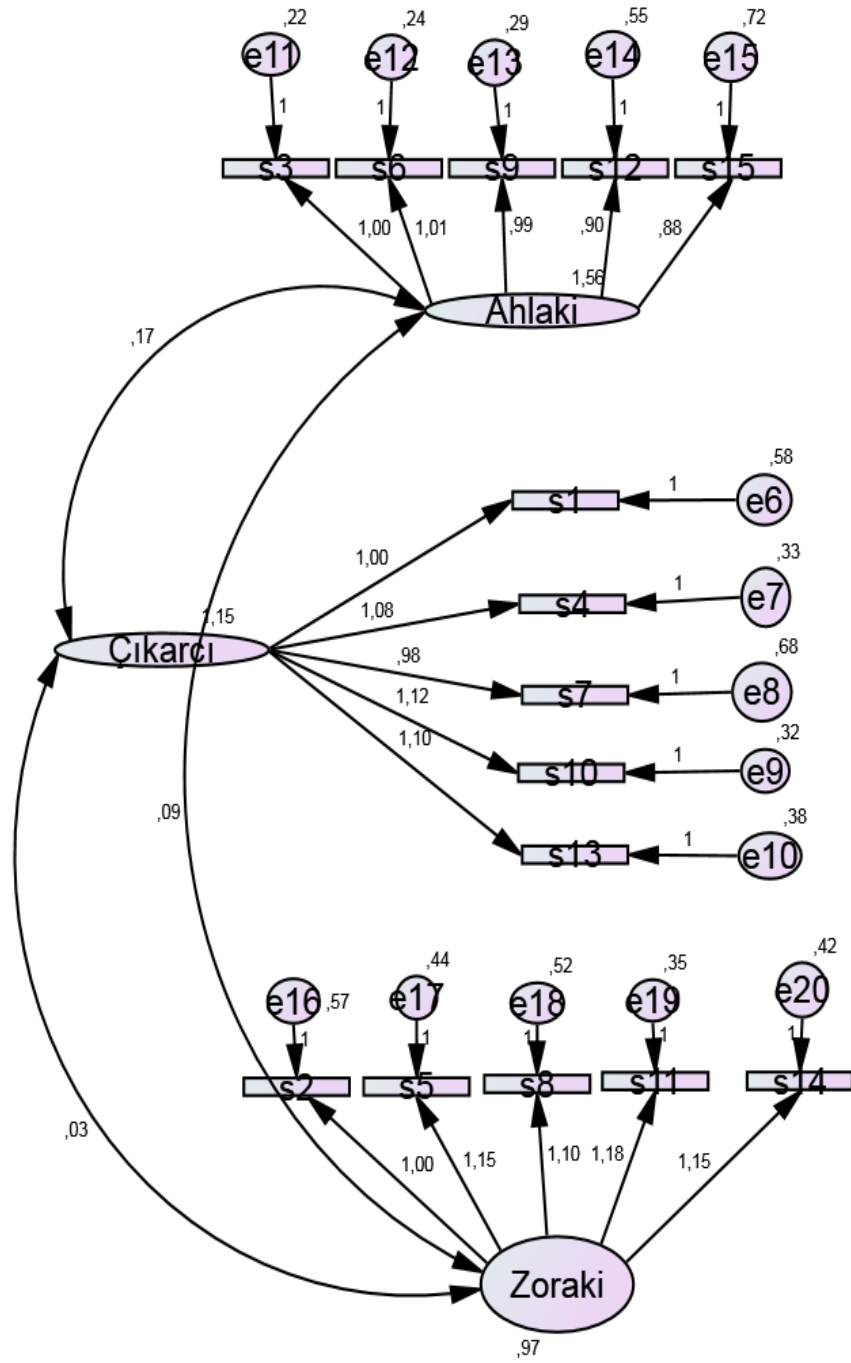 ,22 ,24 ,29 ,55 ,72
e11 e12 e13 e14 e15
1 1 1 1 1
s3 s6 s9 s12 s15
1,00 1,01 ,99 ,90 ,88
1,56
Ahlaki
,17
,58
s1 1 e6
1,00
,33
s4 1 e7
1,08
1,15
Çıkarcı
,98
,68
s7 1 e8
1,12
,32
s10 1 e9
1,10
,38
s13 1 e10
,09
,57 ,44 ,52 ,35 ,42
e16 e17 e18 e19 e20
1 1 1 1 1
s2 s5 s8 s11 s14
,03
1,00 1,15 1,10 1,18 1,15
Zoraki
,97